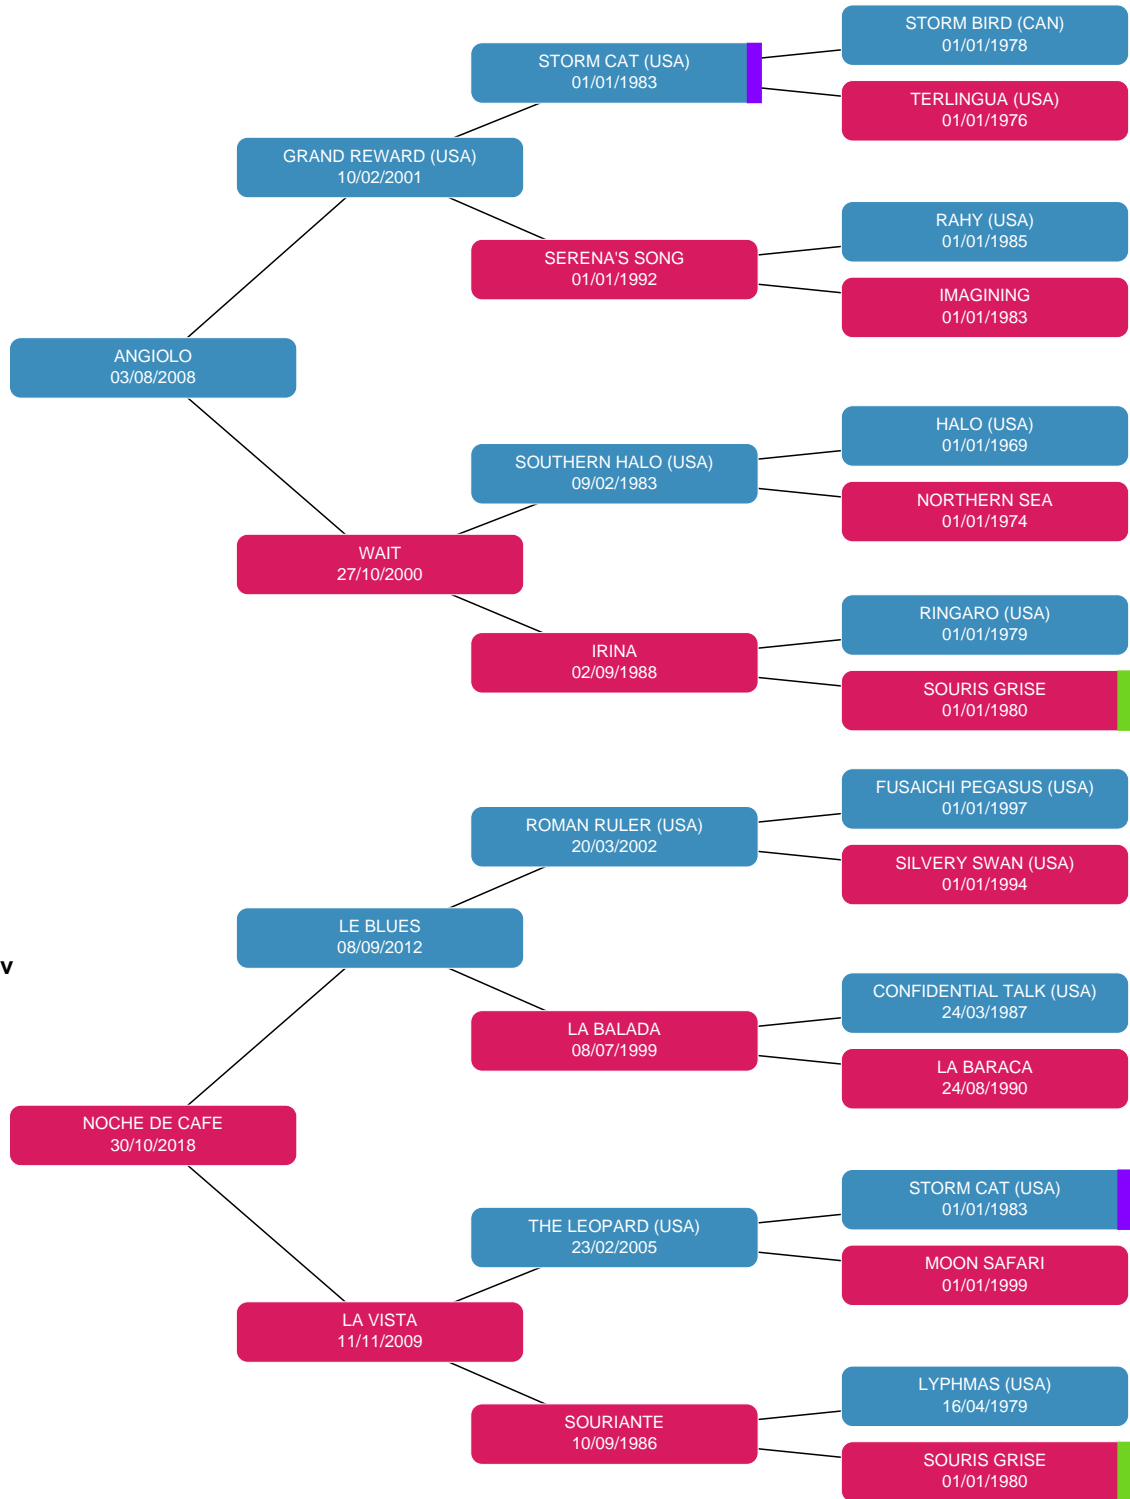 STORM BIRD (CAN)
01/01/1978
STORM CAT (USA)
01/01/1983
TERLINGUA (USA)
01/01/1976
GRAND REWARD (USA)
10/02/2001
RAHY (USA)
01/01/1985
SERENA'S SONG
01/01/1992
IMAGINING
01/01/1983
ANGIOLO
03/08/2008
HALO (USA)
01/01/1969
SOUTHERN HALO (USA)
09/02/1983
NORTHERN SEA
01/01/1974
WAIT
27/10/2000
RINGARO (USA)
01/01/1979
IRINA
02/09/1988
SOURIS GRISE
01/01/1980
FUSAICHI PEGASUS (USA)
01/01/1997
ROMAN RULER (USA)
20/03/2002
SILVERY SWAN (USA)
01/01/1994
LE BLUES
08/09/2012
v
CONFIDENTIAL TALK (USA)
24/03/1987
LA BALADA
08/07/1999
LA BARACA
24/08/1990
NOCHE DE CAFE
30/10/2018
STORM CAT (USA)
01/01/1983
THE LEOPARD (USA)
23/02/2005
MOON SAFARI
01/01/1999
LA VISTA
11/11/2009
LYPHMAS (USA)
16/04/1979
SOURIANTE
10/09/1986
SOURIS GRISE
01/01/1980